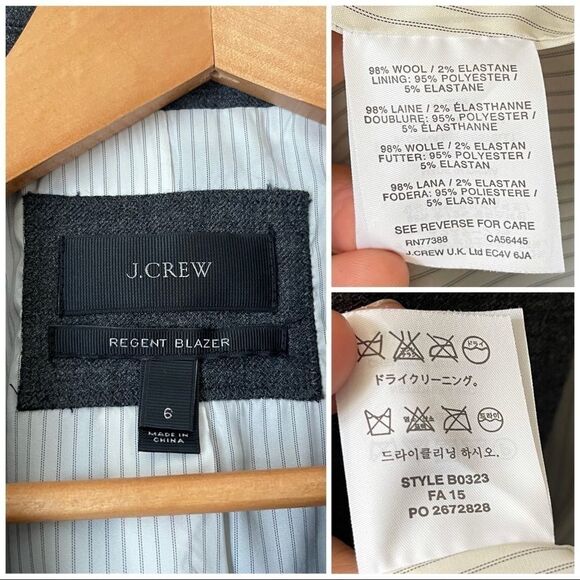 J.CREW
REGENT BLAZER
6
MADE IN
CHINA
98% WOOL / 2% ELASTANE
LINING: 95% POLYESTER /
5% ELASTANE
98% LAINE / 2% ÉLASTHANNE
DOUBLURE: 95% POLYESTER /
5% ÉLASTHANNE
98% WOLLE / 2% ELASTAN
FUTTER: 95% POLYESTER /
5% ELASTAN
98% LANA / 2% ELASTAN
FODERA: 95% POLIESTERE /
5% ELASTAN
SEE REVERSE FOR CARE
RN77388 CA56445
J.CREW U.K. Ltd EC4V 6JA
ドライ
ドライクリーニング。
드라이
드라이클리닝 하시오.
STYLE B0323
FA 15
PO 2672828